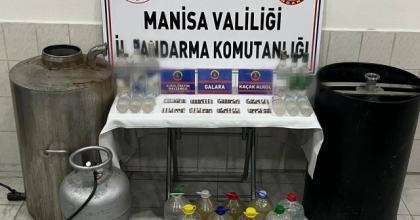 MANİSA VALİLİĞİ
İL JANDARMA KOMUTANLIĞI
GALARA
KAÇAK ALKOL